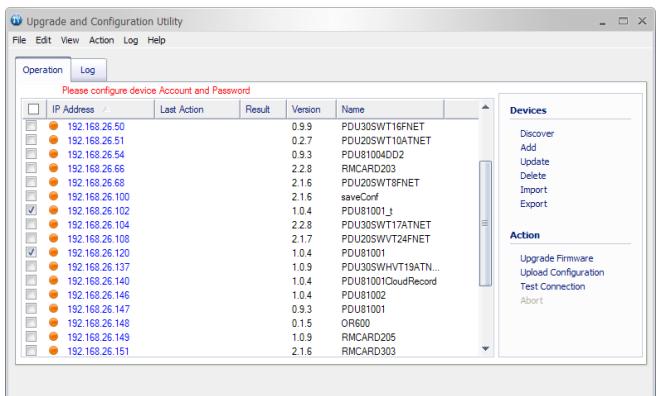 Upgrade and Configuration Utility
File Edit View Action Log Help
Operation Log
Please configure device Account and Password
IP Address Last Action Result Version Name
192.168.26.50 0.9.9 PDU30SWT16FNET
192.168.26.51 0.2.7 PDU20SWT10ATNET
192.168.26.54 0.9.3 PDU81004DD2
192.168.26.66 2.2.8 RMCARD203
192.168.26.68 2.1.6 PDU20SWT8FNET
192.168.26.100 2.1.6 saveConf
192.168.26.102 1.0.4 PDU81001_t
192.168.26.104 2.2.8 PDU30SWT17ATNET
192.168.26.108 2.1.7 PDU20SWVT24FNET
192.168.26.120 1.0.4 PDU81001
192.168.26.137 1.0.9 PDU30SWHVT19ATN...
192.168.26.140 1.0.4 PDU81001CloudRecord
192.168.26.146 1.0.4 PDU81002
192.168.26.147 0.9.3 PDU81001
192.168.26.148 0.1.5 OR600
192.168.26.149 1.0.9 RMCARD205
192.168.26.151 2.1.6 RMCARD303
Devices
Discover
Add
Update
Delete
Import
Export
Action
Upgrade Firmware
Upload Configuration
Test Connection
Abort